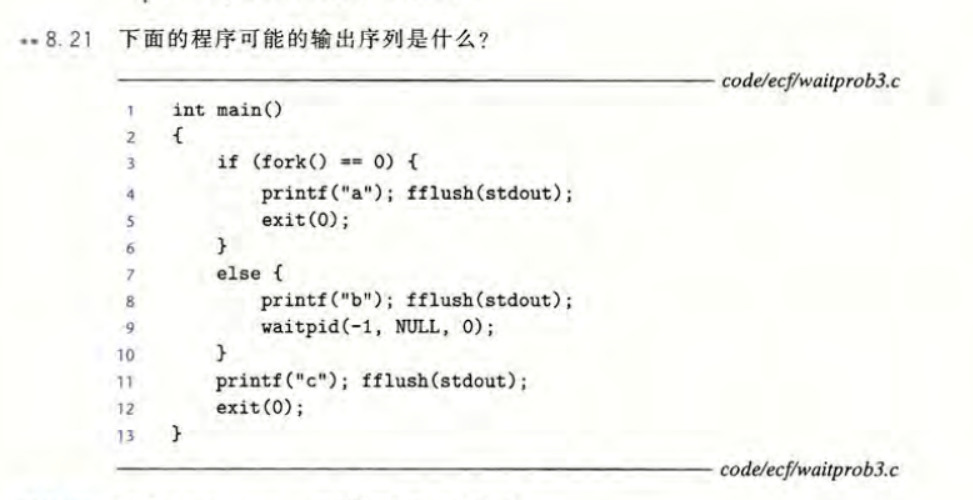 ** 8.21 下面的程序可能的输出序列是什么?
code/ecf/waitprob3.c
1 int main()
2 {
3     if (fork() == 0) {
4         printf("a"); fflush(stdout);
5         exit(0);
6     }
7     else {
8         printf("b"); fflush(stdout);
9         waitpid(-1, NULL, 0);
10     }
11     printf("c"); fflush(stdout);
12     exit(0);
13 }
code/ecf/waitprob3.c